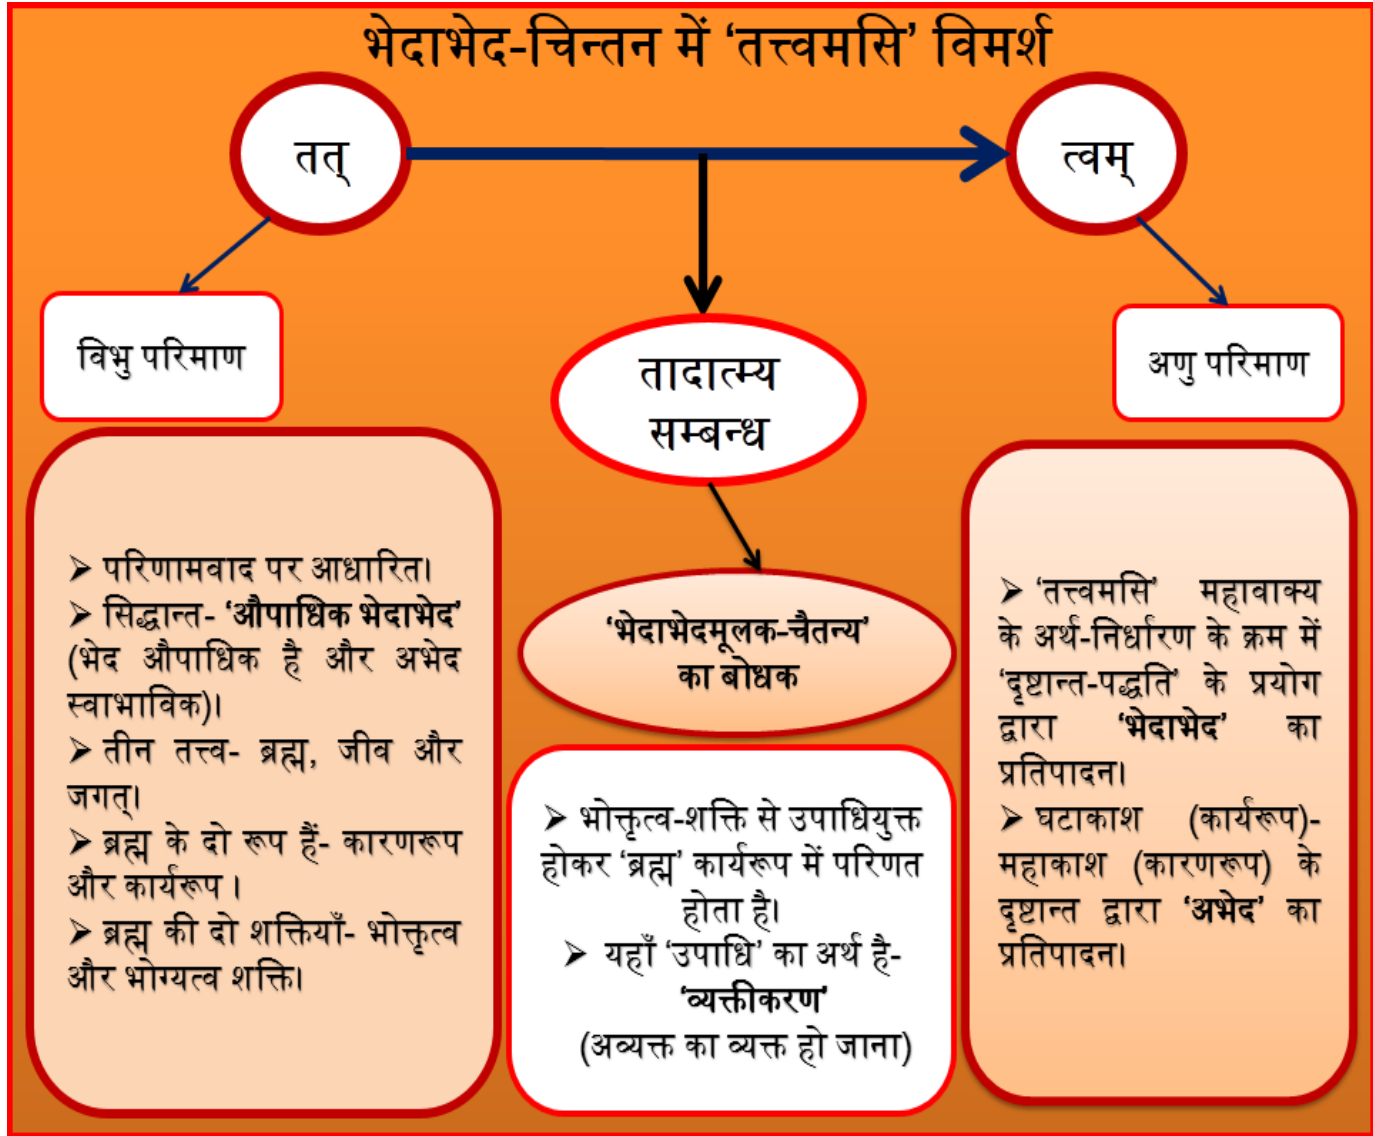 भेदाभेद-चिन्तन में ‘तत्त्वमसि’ विमर्श
तत्
त्वम्
विभु परिमाण
तादात्म्य
सम्बन्ध
अणु परिमाण
➢ परिणामवाद पर आधारित।
➢ सिद्धान्त- ‘औपाधिक भेदाभेद’
(भेद औपाधिक है और अभेद
स्वाभाविक)।
➢ तीन तत्त्व- ब्रह्म, जीव और
जगत्।
➢ ब्रह्म के दो रूप हैं- कारणरूप
और कार्यरूप ।
➢ ब्रह्म की दो शक्तियाँ- भोक्तृत्व
और भोग्यत्व शक्ति।
‘भेदाभेदमूलक-चैतन्य’
का बोधक
➢ भोक्तृत्व-शक्ति से उपाधियुक्त
होकर ‘ब्रह्म’ कार्यरूप में परिणत
होता है।
➢ यहाँ ‘उपाधि’ का अर्थ है-
‘व्यक्तीकरण’
(अव्यक्त का व्यक्त हो जाना)
➢ ‘तत्त्वमसि’ महावाक्य
के अर्थ-निर्धारण के क्रम में
‘दृष्टान्त-पद्धति’ के प्रयोग
द्वारा ‘भेदाभेद’ का
प्रतिपादन।
➢ घटाकाश (कार्यरूप)-
महाकाश (कारणरूप) के
दृष्टान्त द्वारा ‘अभेद’ का
प्रतिपादन।